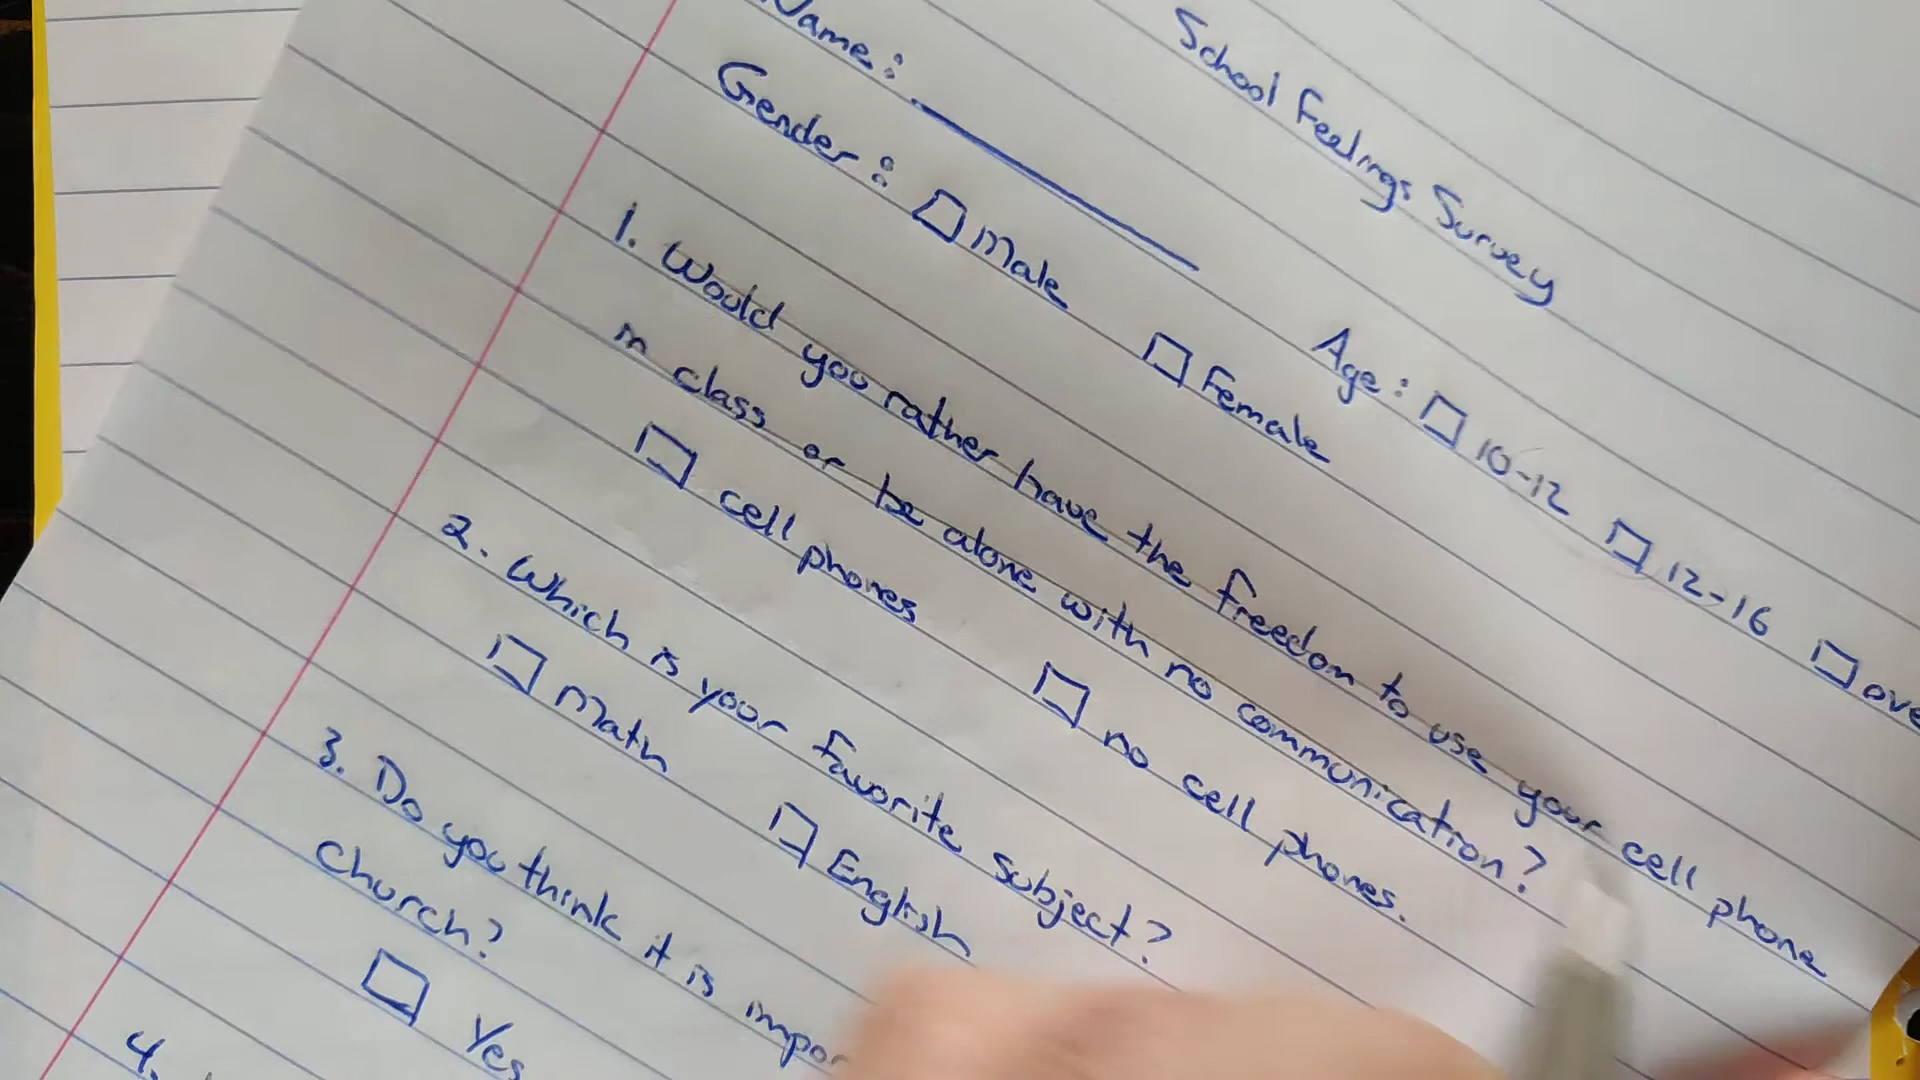 School Feelings Survey
Name:
Age: 10-12 12-16
Gender: Male Female
1. Would you rather have the freedom to use your cell phone
in class or be alone with no communication?
cell phones no cell phones.
2. Which is your favorite subject?
Math English
3. Do you think it is
church?
Yes
4.